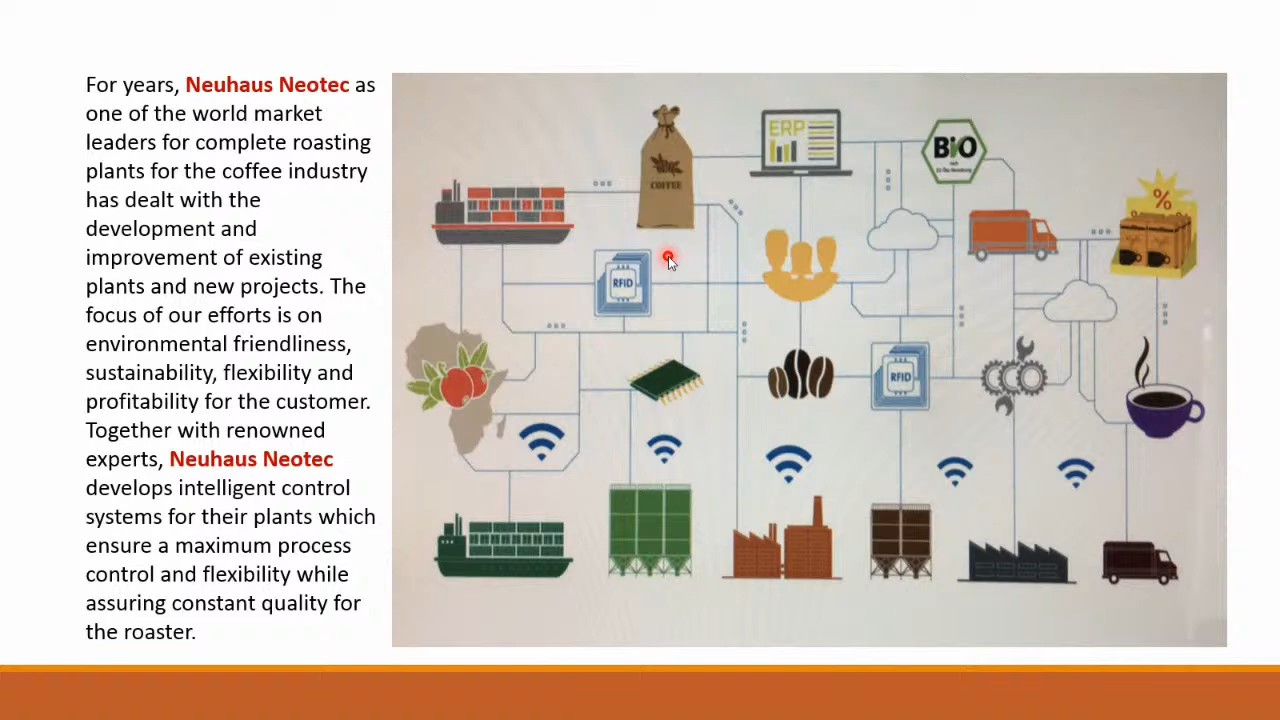 For years, Neuhaus Neotec as
one of the world market
leaders for complete roasting
plants for the coffee industry
has dealt with the
development and
improvement of existing
plants and new projects. The
focus of our efforts is on
environmental friendliness,
sustainability, flexibility and
profitability for the customer.
Together with renowned
experts, Neuhaus Neotec
develops intelligent control
systems for their plants which
ensure a maximum process
control and flexibility while
assuring constant quality for
the roaster.
COFFEE
ERP
BiO
%
RFID
RFID